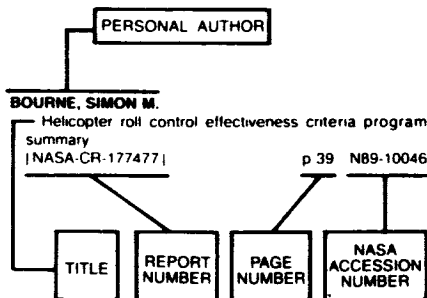 PERSONAL AUTHOR
BOURNE, SIMON M.
Helicopter roll control effectiveness criteria program
summary
[NASA-CR-177477] p 39 N89-10046
TITLE REPORT NUMBER PAGE NUMBER NASA ACCESSION NUMBER